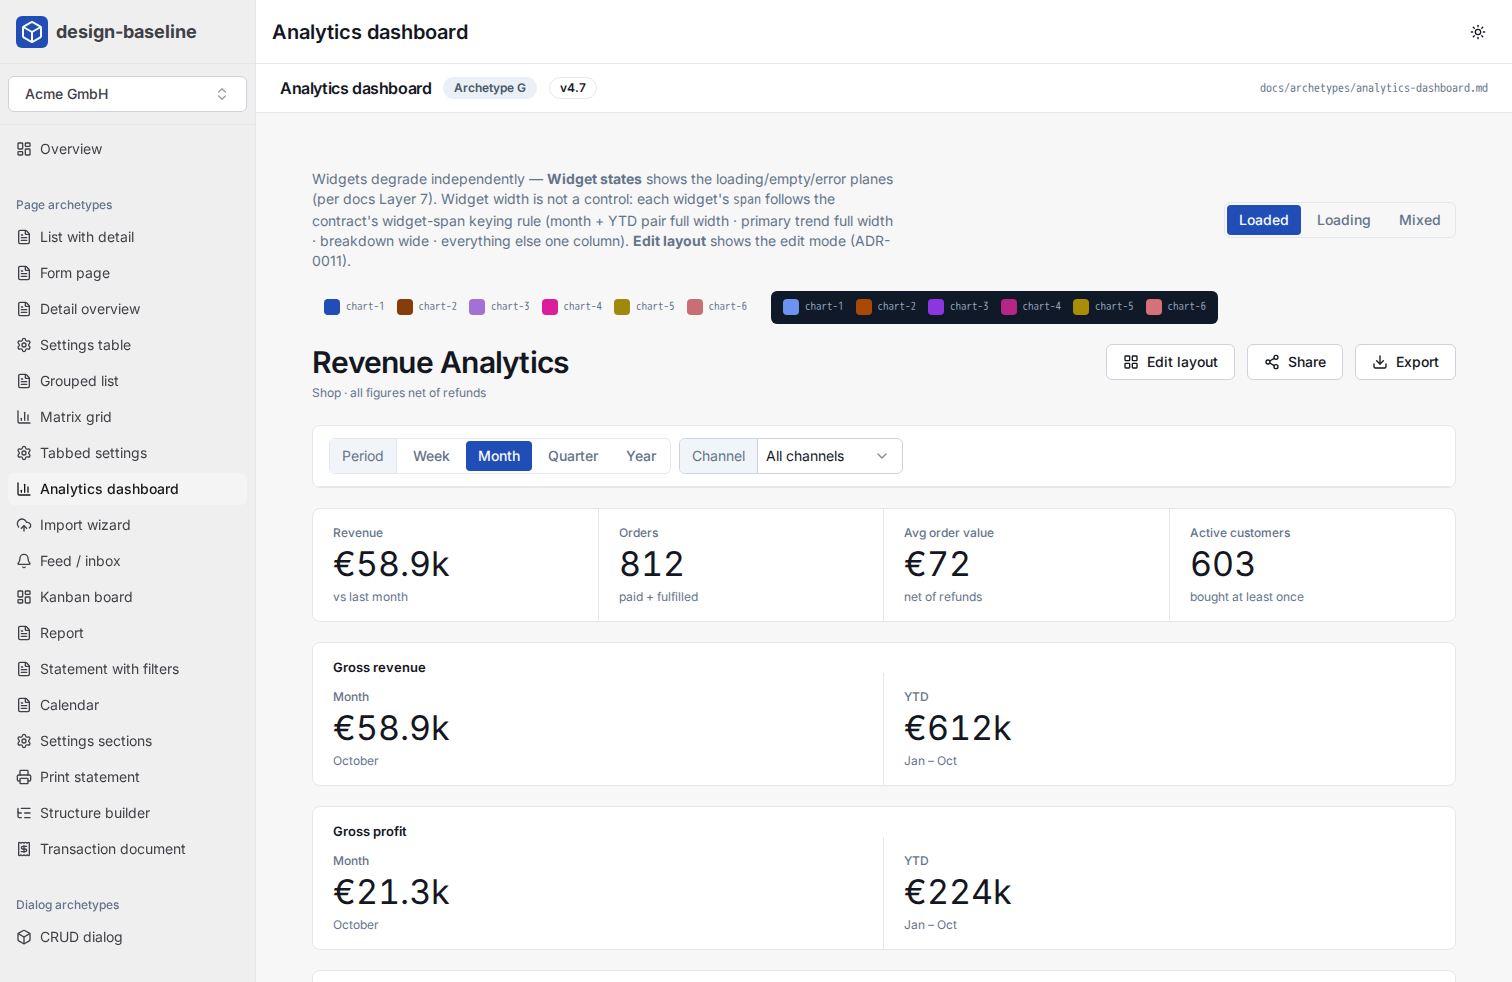 design-baseline
Acme GmbH
Overview
Page archetypes
List with detail
Form page
Detail overview
Settings table
Grouped list
Matrix grid
Tabbed settings
Analytics dashboard
Import wizard
Feed / inbox
Kanban board
Report
Statement with filters
Calendar
Settings sections
Print statement
Structure builder
Transaction document
Dialog archetypes
CRUD dialog
Analytics dashboard
Analytics dashboard Archetype G v4.7 docs/archetypes/analytics-dashboard.md
Widgets degrade independently — Widget states shows the loading/empty/error planes
(per docs Layer 7). Widget width is not a control: each widget's span follows the
contract's widget-span keying rule (month + YTD pair full width · primary trend full width
· breakdown wide · everything else one column). Edit layout shows the edit mode (ADR-
0011).
Loaded Loading Mixed
chart-1 chart-2 chart-3 chart-4 chart-5 chart-6 chart-1 chart-2 chart-3 chart-4 chart-5 chart-6
Revenue Analytics
Shop · all figures net of refunds
Edit layout Share Export
Period Week Month Quarter Year Channel All channels
Revenue Orders Avg order value Active customers
€58.9k 812 €72 603
vs last month paid + fulfilled net of refunds bought at least once
Gross revenue
Month YTD
€58.9k €612k
October Jan – Oct
Gross profit
Month YTD
€21.3k €224k
October Jan – Oct